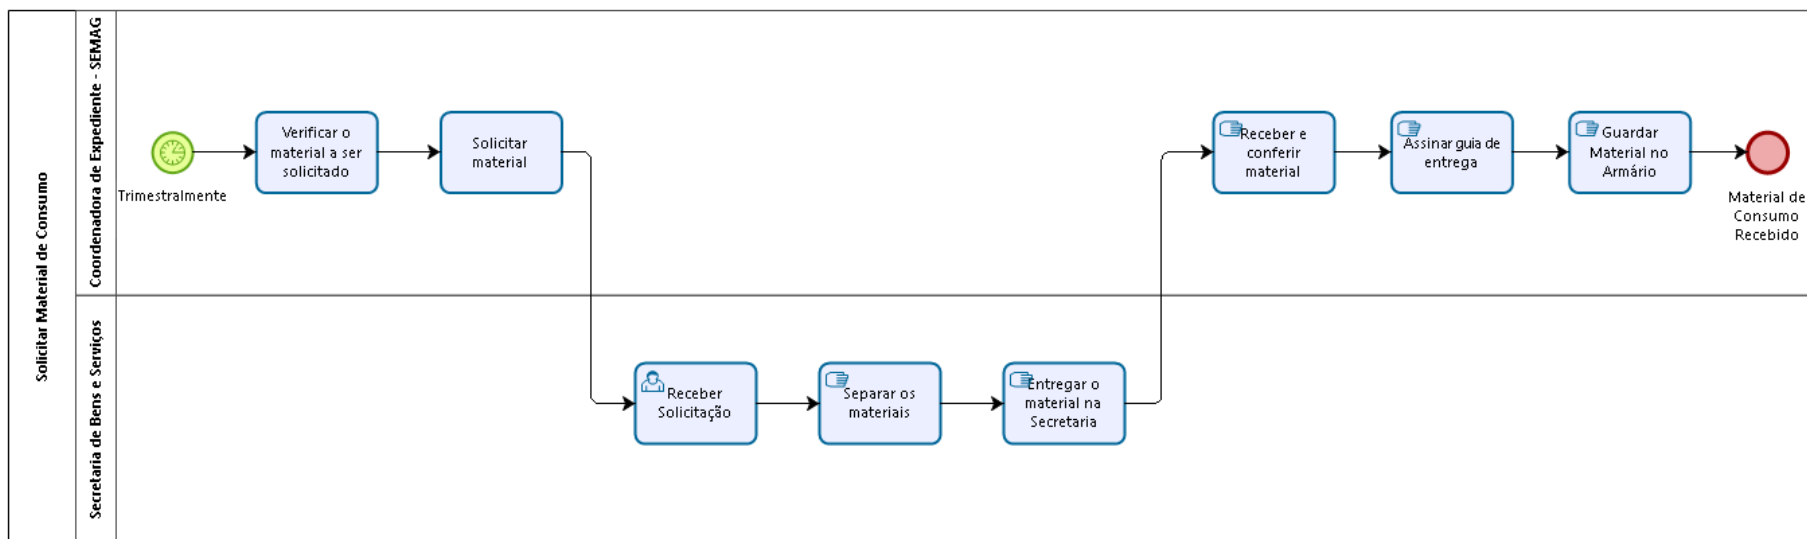 Solicitar Material de Consumo
Coordenadora de Expediente - SEMAG
Trimestralmente
Verificar o
material a ser
solicitado
Solicitar
material
Receber e
conferir
material
Assinar guia de
entrega
Guardar
Material no
Armário
Material de
Consumo
Recebido
Secretaria de Bens e Serviços
Receber
Solicitação
Separar os
materiais
Entregar o
material na
Secretaria